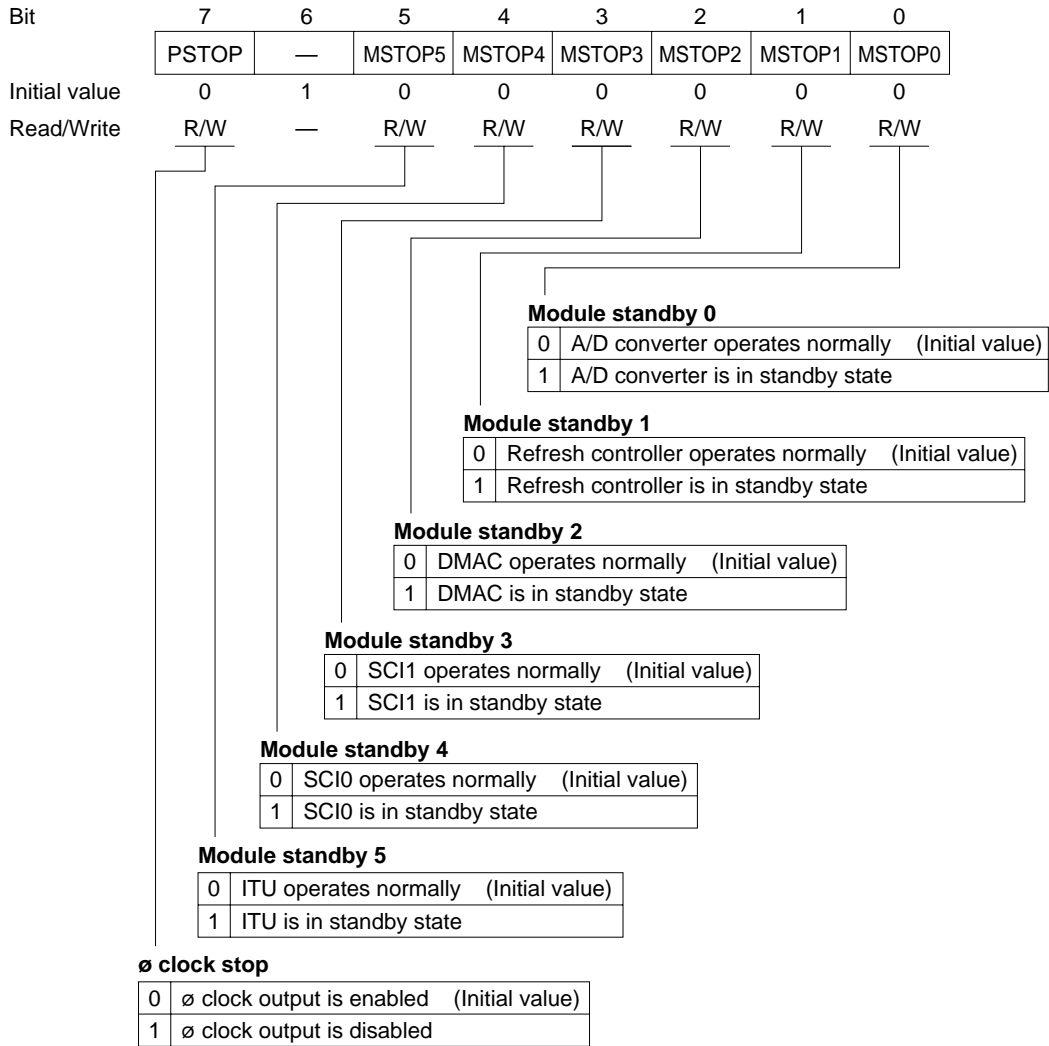 Bit 7 6 5 4 3 2 1 0
PSTOP — MSTOP5 MSTOP4 MSTOP3 MSTOP2 MSTOP1 MSTOP0
Initial value 0 1 0 0 0 0 0 0
Read/Write R/W — R/W R/W R/W R/W R/W R/W
Module standby 0
0 A/D converter operates normally (Initial value)
1 A/D converter is in standby state
Module standby 1
0 Refresh controller operates normally (Initial value)
1 Refresh controller is in standby state
Module standby 2
0 DMAC operates normally (Initial value)
1 DMAC is in standby state
Module standby 3
0 SCI1 operates normally (Initial value)
1 SCI1 is in standby state
Module standby 4
0 SCI0 operates normally (Initial value)
1 SCI0 is in standby state
Module standby 5
0 ITU operates normally (Initial value)
1 ITU is in standby state
ø clock stop
0 ø clock output is enabled (Initial value)
1 ø clock output is disabled